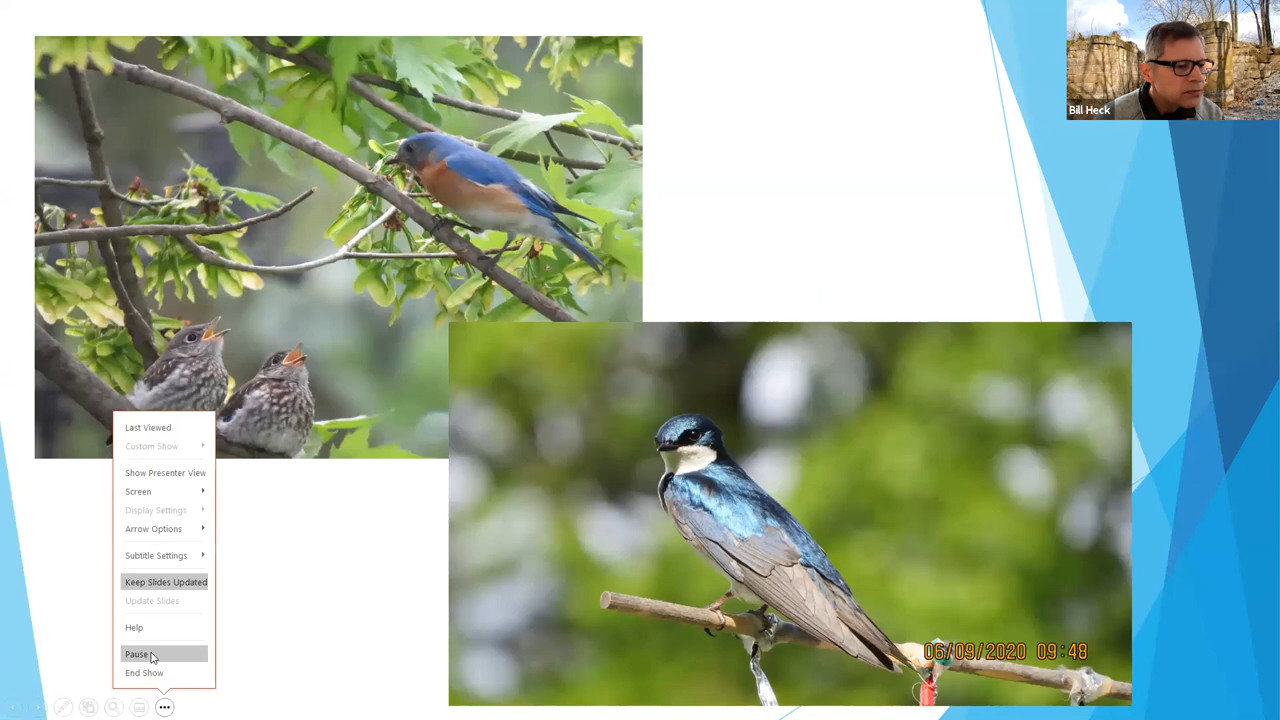 Bill Heck
Last Viewed
Custom Show
Show Presenter View
Screen
Display Settings
Arrow Options
Subtitle Settings
Keep Slides Updated
Update Slides
Help
Pause
End Show
06/09/2020 09:48